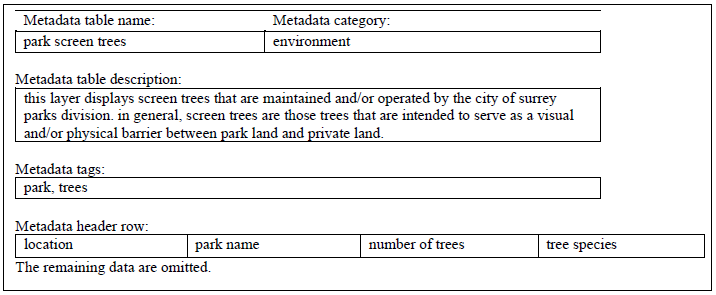 Metadata table name: Metadata category:
park screen trees environment
Metadata table description:
this layer displays screen trees that are maintained and/or operated by the city of surrey
parks division. in general, screen trees are those trees that are intended to serve as a visual
and/or physical barrier between park land and private land.
Metadata tags:
park, trees
Metadata header row:
location park name number of trees tree species
The remaining data are omitted.